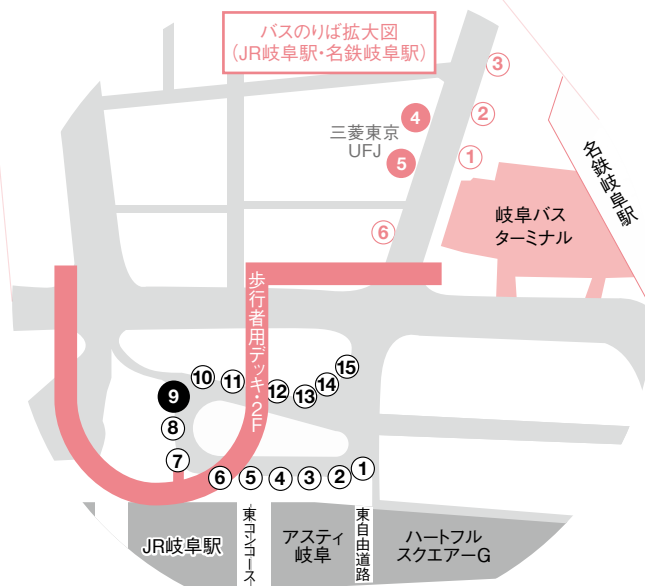 バスのりば拡大図
(JR岐阜駅・名鉄岐阜駅)
③
②
①
④
⑤
⑥
三菱東京
UFJ
名鉄岐阜駅
岐阜バス
ターミナル
歩行者用デッキ・2F
15
14
13
12
11
10
9
8
7
6
5
4
3
2
1
JR岐阜駅
東コンコース
アスティ
岐阜
東自由道路
ハートフル
スクエアーG